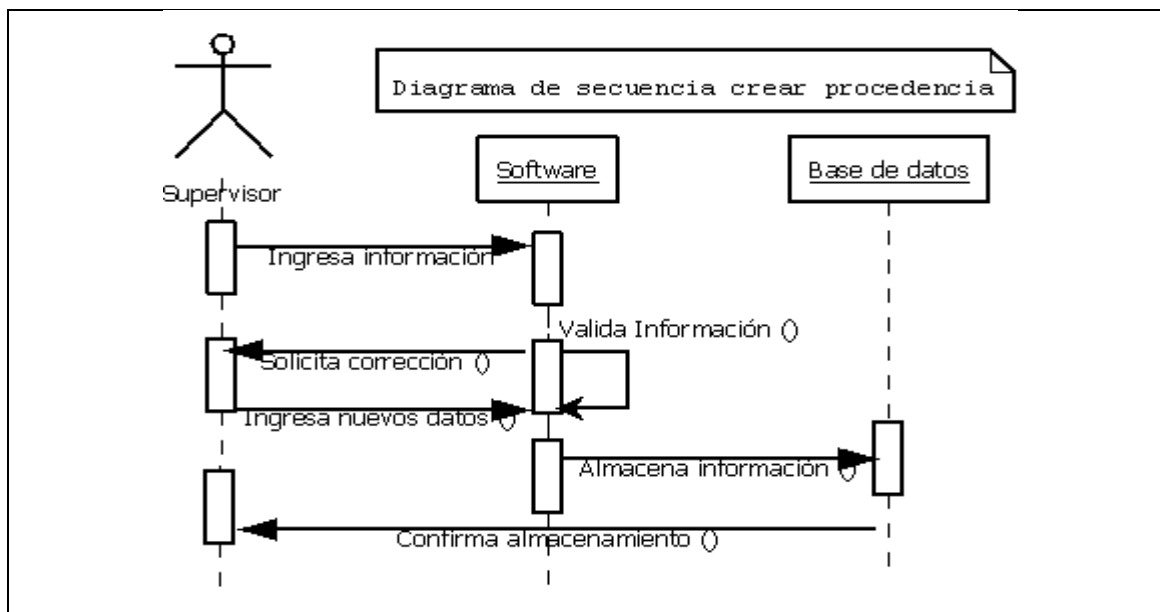 Diagrama de secuencia crear procedencia
Supervisor
Software
Base de datos
Ingresa información
Valida Información ()
Solicita corrección ()
Ingresa nuevos datos ()
Almacena información ()
Confirma almacenamiento ()